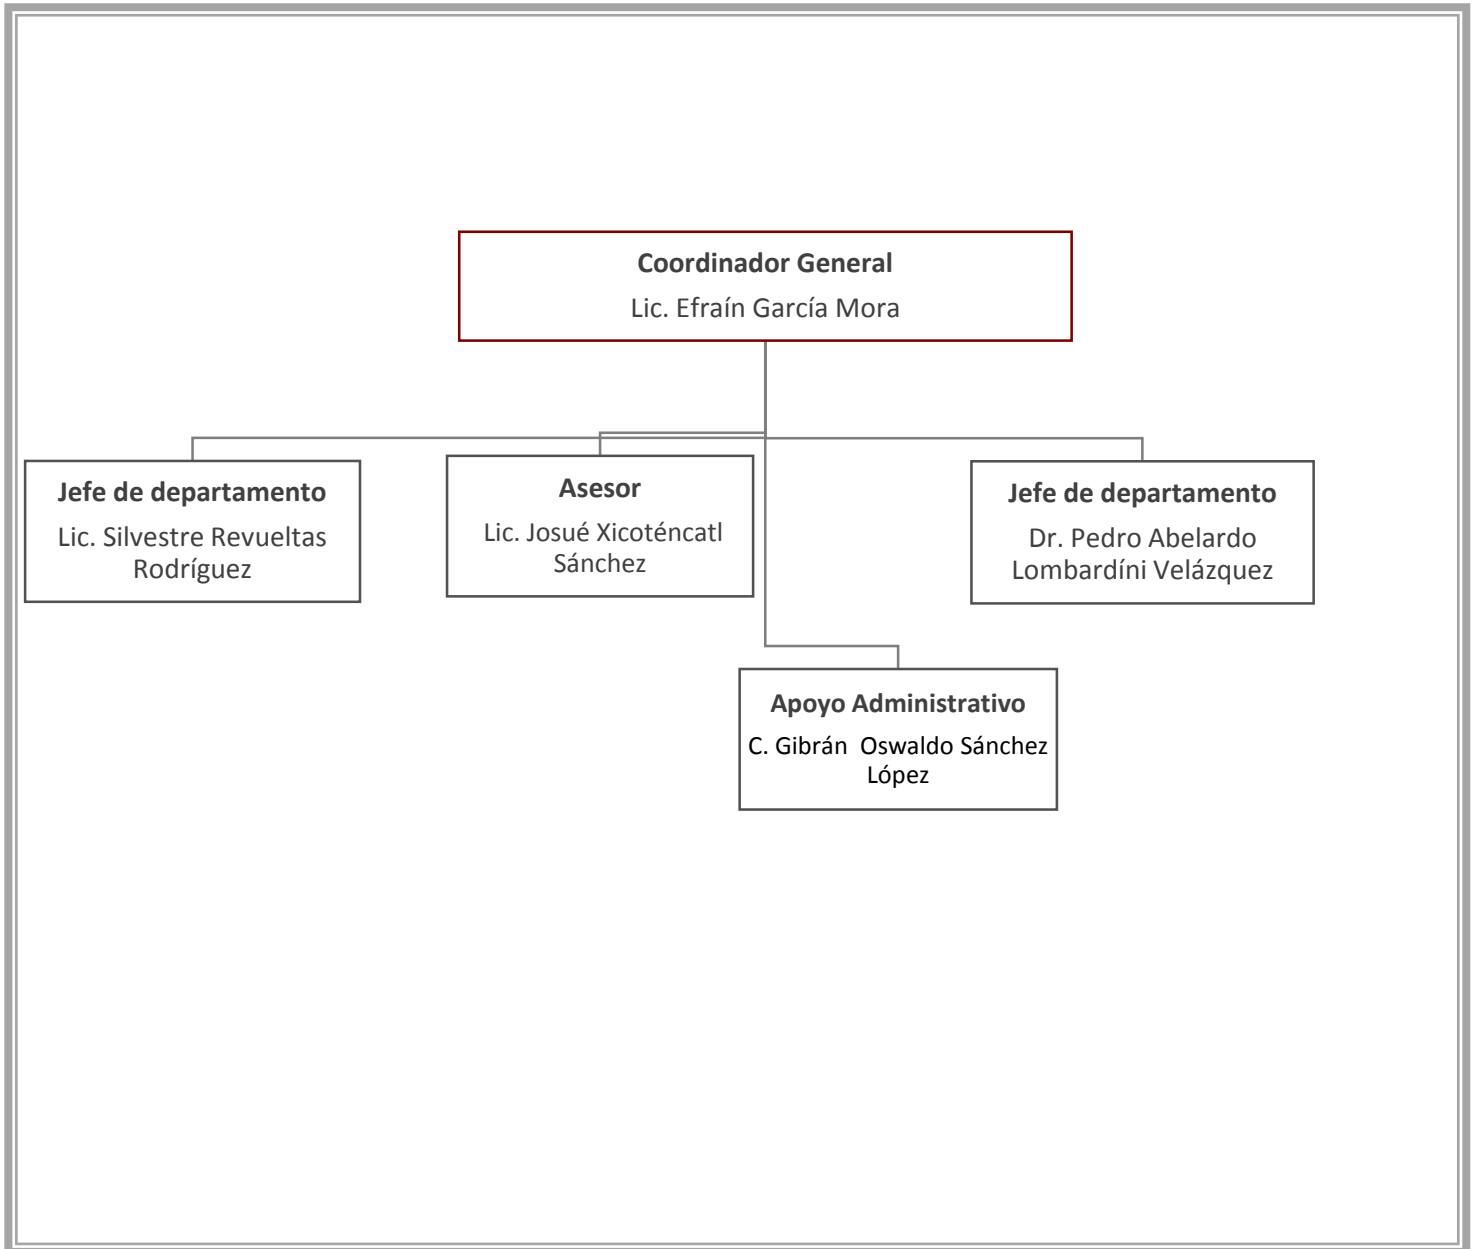 Coordinador General
Lic. Efraín García Mora
Jefe de departamento
Lic. Silvestre Revueltas
Rodríguez
Asesor
Lic. Josué Xicoténcatl
Sánchez
Jefe de departamento
Dr. Pedro Abelardo
Lombardíni Velázquez
Apoyo Administrativo
C. Gibrán  Oswaldo Sánchez
López